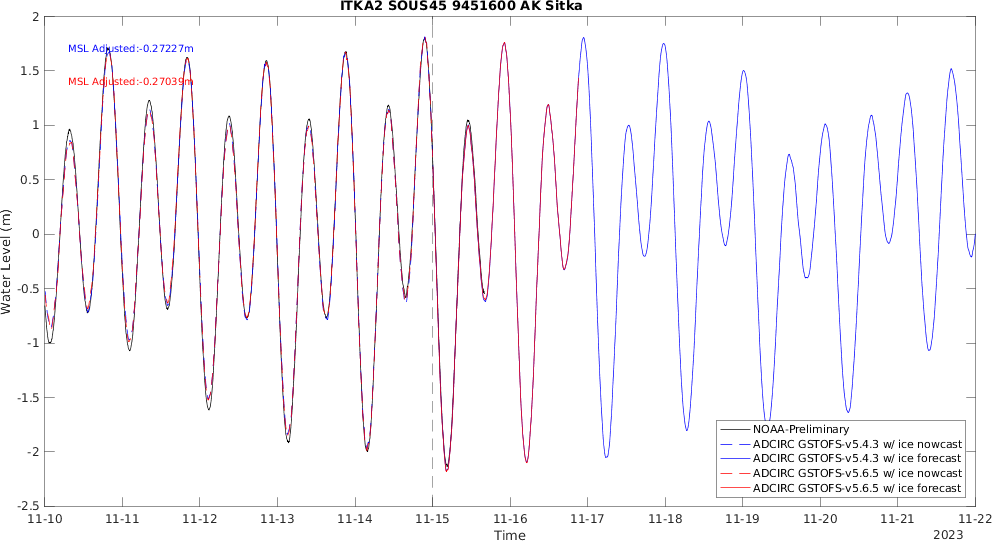 ITKA2 SOUS45 9451600 AK Sitka
MSL Adjusted:-0.27227m
MSL Adjusted:-0.27039m
Water Level (m)
2
1.5
1
0.5
0
-0.5
-1
-1.5
-2
-2.5
NOAA-Preliminary
ADCIRC GSTOFS-v5.4.3 w/ ice nowcast
ADCIRC GSTOFS-v5.4.3 w/ ice forecast
ADCIRC GSTOFS-v5.6.5 w/ ice nowcast
ADCIRC GSTOFS-v5.6.5 w/ ice forecast
11-10 11-11 11-12 11-13 11-14 11-15 11-16 11-17 11-18 11-19 11-20 11-21 11-22
Time
2023